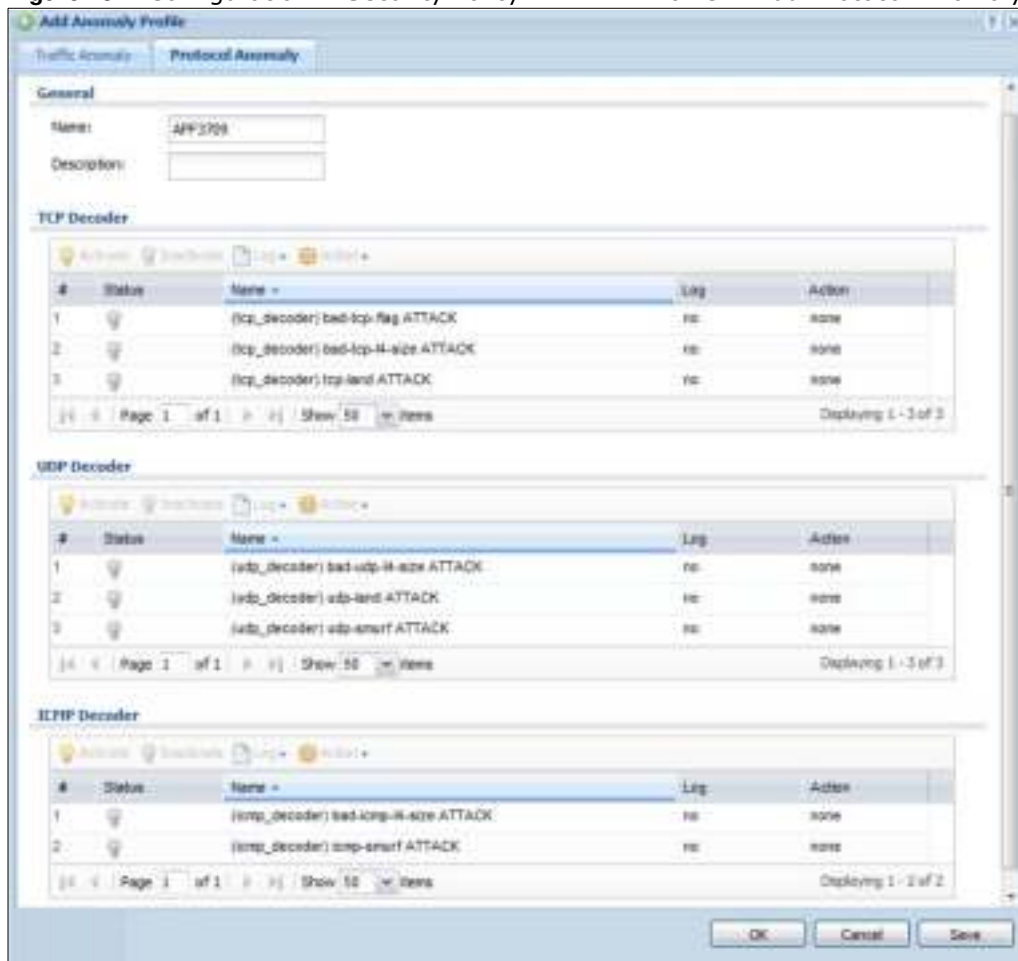 Add Anomaly Profile
Traffic Anomaly Protocol Anomaly
General
Name:
Description:
TCP Decoder
Activate Inactivate Log Action
# Status Name Log Action
1 (tcp_decoder) bad-tcp-flag ATTACK no none
2 (tcp_decoder) bad-tcp-l4-size ATTACK no none
3 (tcp_decoder) tcp-land ATTACK no none
Page 1 of 1 Show 50 items Displaying 1 - 3 of 3
UDP Decoder
Activate Inactivate Log Action
# Status Name Log Action
1 (udp_decoder) bad-udp-l4-size ATTACK no none
2 (udp_decoder) udp-land ATTACK no none
3 (udp_decoder) udp-smurf ATTACK no none
Page 1 of 1 Show 50 items Displaying 1 - 3 of 3
ICMP Decoder
Activate Inactivate Log Action
# Status Name Log Action
1 (icmp_decoder) bad-icmp-l4-size ATTACK no none
2 (icmp_decoder) icmp-smurf ATTACK no none
Page 1 of 1 Show 50 items Displaying 1 - 2 of 2
OK Cancel Save